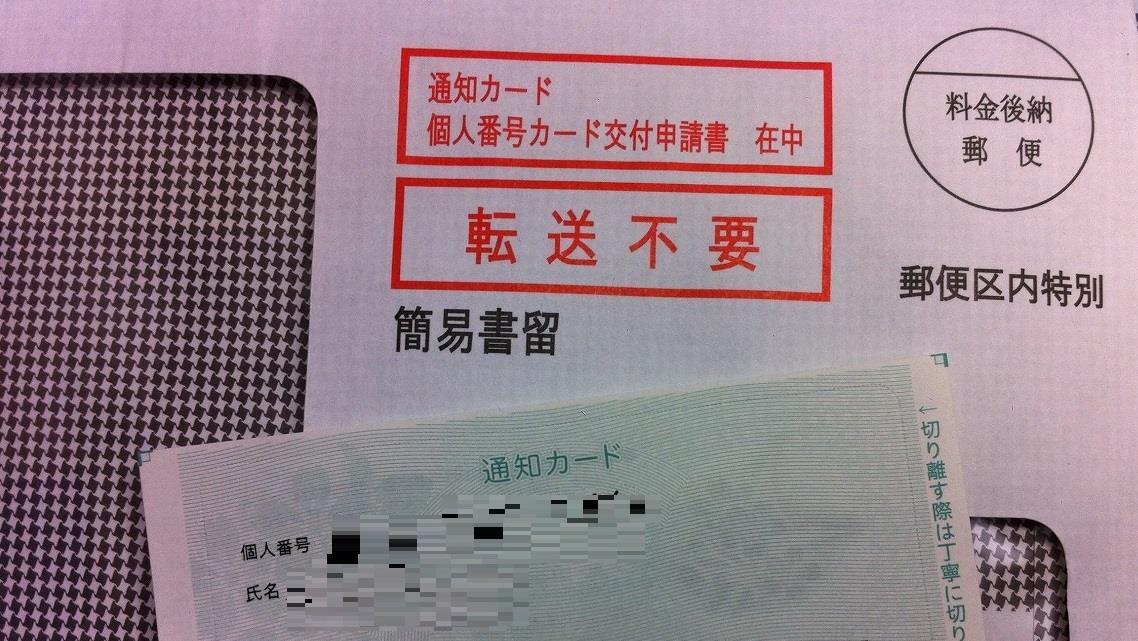 通知カード
個人番号カード交付申請書　在中
転送不要
簡易書留
料金後納
郵便
郵便区内特別
通知カード
個人番号
氏名
←切り離す際は丁寧に切り